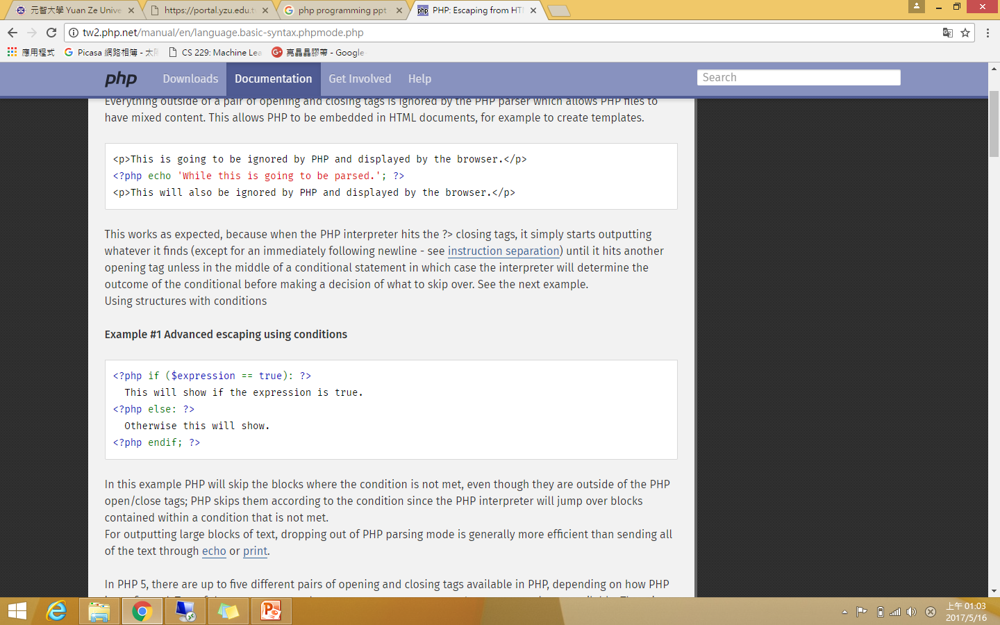 元智大學 Yuan Ze Unive
https://portal.yzu.edu.t
php programming ppt
PHP: Escaping from HT
tw2.php.net/manual/en/language.basic-syntax.phpmode.php
應用程式
Picasa 網路相簿 - 太
CS 229: Machine Lea
亮晶晶膠帶 - Google
php
Downloads
Documentation
Get Involved
Help
Search
Everything outside of a pair of opening and closing tags is ignored by the PHP parser which allows PHP files to
have mixed content. This allows PHP to be embedded in HTML documents, for example to create templates.
<p>This is going to be ignored by PHP and displayed by the browser.</p>
<?php echo 'While this is going to be parsed.'; ?>
<p>This will also be ignored by PHP and displayed by the browser.</p>
This works as expected, because when the PHP interpreter hits the ?> closing tags, it simply starts outputting
whatever it finds (except for an immediately following newline - see instruction separation) until it hits another
opening tag unless in the middle of a conditional statement in which case the interpreter will determine the
outcome of the conditional before making a decision of what to skip over. See the next example.
Using structures with conditions
Example #1 Advanced escaping using conditions
<?php if ($expression == true): ?>
This will show if the expression is true.
<?php else: ?>
Otherwise this will show.
<?php endif; ?>
In this example PHP will skip the blocks where the condition is not met, even though they are outside of the PHP
open/close tags; PHP skips them according to the condition since the PHP interpreter will jump over blocks
contained within a condition that is not met.
For outputting large blocks of text, dropping out of PHP parsing mode is generally more efficient than sending all
of the text through echo or print.
In PHP 5, there are up to five different pairs of opening and closing tags available in PHP, depending on how PHP
上午 01:03
2017/5/16